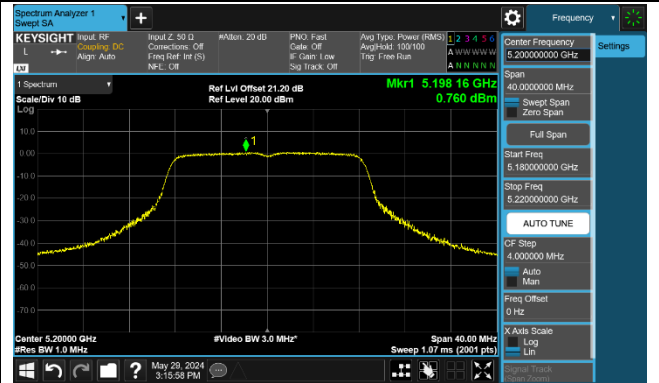 Spectrum Analyzer 1
Swept SA
+
Frequency
KEYSIGHT
L
LXI
Input: RF
Coupling: DC
Align: Auto
Input Z: 50 Ω
Corrections: Off
Freq Ref: Int (S)
NFE: Off
#Atten: 20 dB
PNO: Fast
Gate: Off
IF Gain: Low
Sig Track: Off
Avg Type: Power (RMS)
Avg|Hold: 100/100
Trig: Free Run
1 2 3 4 5 6
A W W W W W
A N N N N N
1 Spectrum
Scale/Div 10 dB
Log
Ref Lvl Offset 21.20 dB
Ref Level 20.00 dBm
Mkr1 5.198 16 GHz
0.760 dBm
1
10.0
0.00
-10.0
-20.0
-30.0
-40.0
-50.0
-60.0
-70.0
Center 5.20000 GHz
#Res BW 1.0 MHz
#Video BW 3.0 MHz*
Span 40.00 MHz
Sweep 1.07 ms (2001 pts)
Center Frequency
5.200000000 GHz
Settings
Span
40.0000000 MHz
Swept Span
Zero Span
Full Span
Start Freq
5.180000000 GHz
Stop Freq
5.220000000 GHz
AUTO TUNE
CF Step
4.000000 MHz
Auto
Man
Freq Offset
0 Hz
X Axis Scale
Log
Lin
Signal Track
(Span Zoom)
?
May 29, 2024
3:15:58 PM